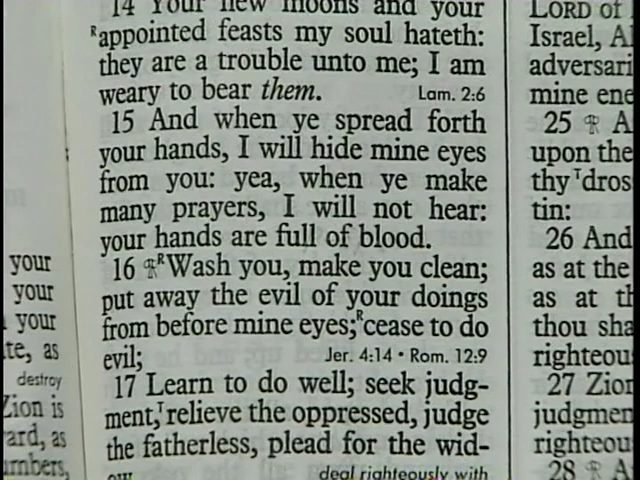 your
your
your
te, as
destroy
Zion is
ard, as
umbers,
14 Your new moons and your
R appointed feasts my soul hateth:
they are a trouble unto me; I am
weary to bear them. Lam. 2:6
15 And when ye spread forth
your hands, I will hide mine eyes
from you: yea, when ye make
many prayers, I will not hear:
your hands are full of blood.
16 R Wash you, make you clean;
put away the evil of your doings
from before mine eyes; R cease to do
evil; Jer. 4:14 • Rom. 12:9
17 Learn to do well; seek judg-
ment, T relieve the oppressed, judge
the fatherless, plead for the wid-
ow.
deal righteously with
LORD of
Israel, A
adversari
mine ene
25 A
upon the
thy T dros
tin:
26 And
as at the
as at th
thou sha
righteou
27 Zion
judgmen
righteou
28 A